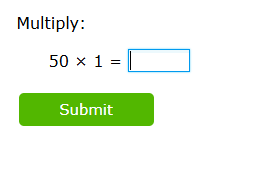 Multiply:
50 × 1 =
Submit